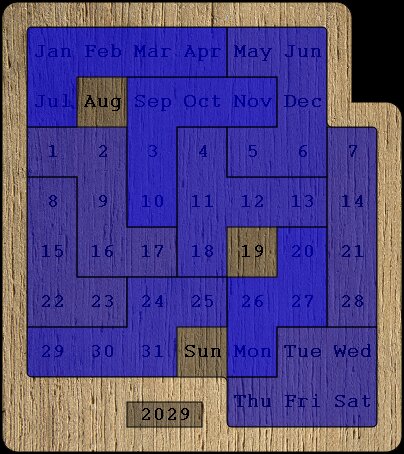 Jan Feb Mar Apr May Jun
Jul Aug Sep Oct Nov Dec
1 2 3 4 5 6 7
8 9 10 11 12 13 14
15 16 17 18 19 20 21
22 23 24 25 26 27 28
29 30 31 Sun Mon Tue Wed
Thu Fri Sat
2029